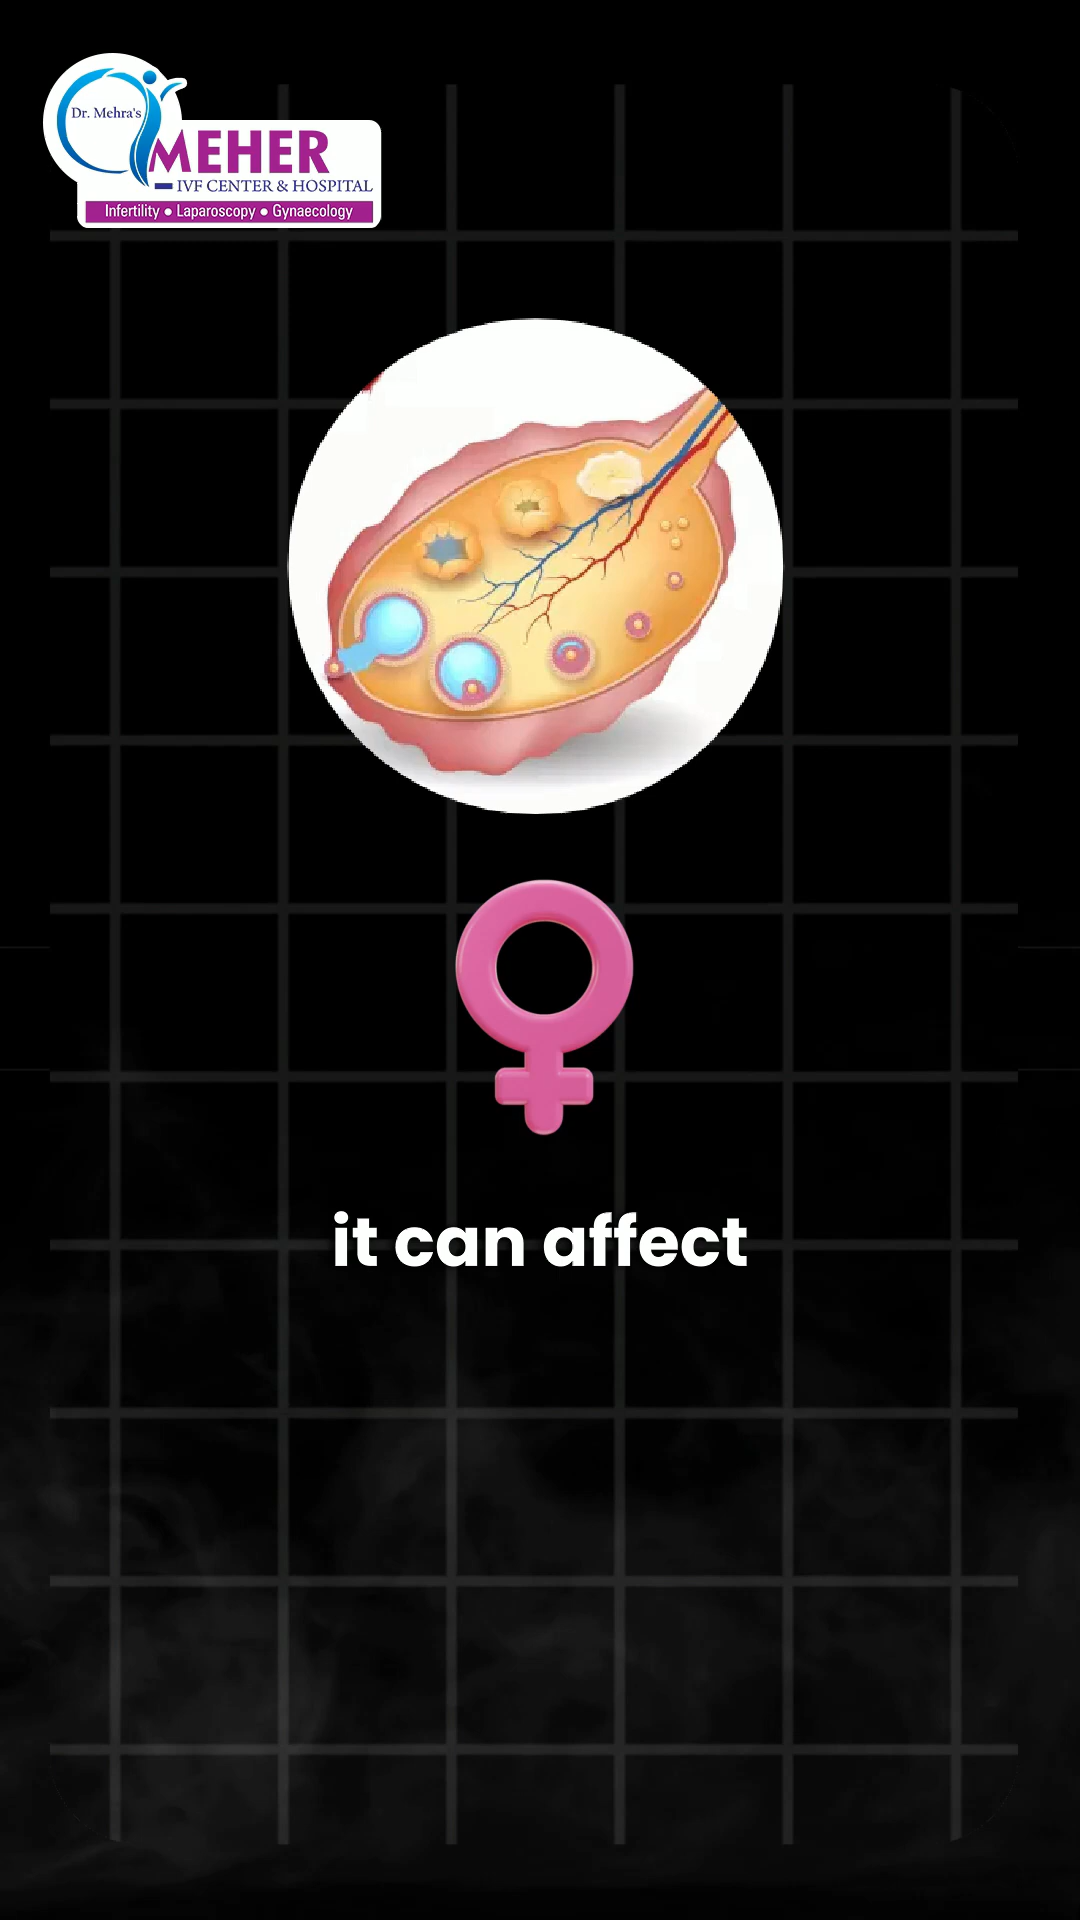 Dr. Mehra's
MEHER
IVF CENTER & HOSPITAL
Infertility • Laparoscopy • Gynaecology
it can affect